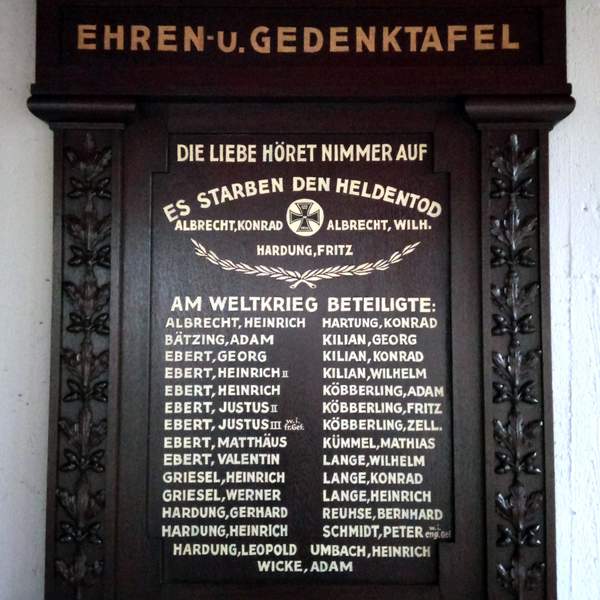 EHREN- u. GEDENKTAFEL
DIE LIEBE HÖRET NIMMER AUF
ES STARBEN DEN HELDENTOD
ALBRECHT, KONRAD ALBRECHT, WILH.
HARDUNG, FRITZ
AM WELTKRIEG BETEILIGTE:
ALBRECHT, HEINRICH HARTUNG, KONRAD
BÄTZING, ADAM KILIAN, GEORG
EBERT, GEORG KILIAN, KONRAD
EBERT, HEINRICH II KILIAN, WILHELM
EBERT, HEINRICH KÖBBERLING, ADAM
EBERT, JUSTUS II KÖBBERLING, FRITZ
EBERT, JUSTUS III w.i. fr.Gef. KÖBBERLING, ZELL.
EBERT, MATTHÄUS KÜMMEL, MATHIAS
EBERT, VALENTIN LANGE, WILHELM
GRIESEL, HEINRICH LANGE, KONRAD
GRIESEL, WERNER LANGE, HEINRICH
HARDUNG, GERHARD REUHSE, BERNHARD
HARDUNG, HEINRICH SCHMIDT, PETER w.i. eng.Gef
HARDUNG, LEOPOLD UMBACH, HEINRICH
WICKE, ADAM